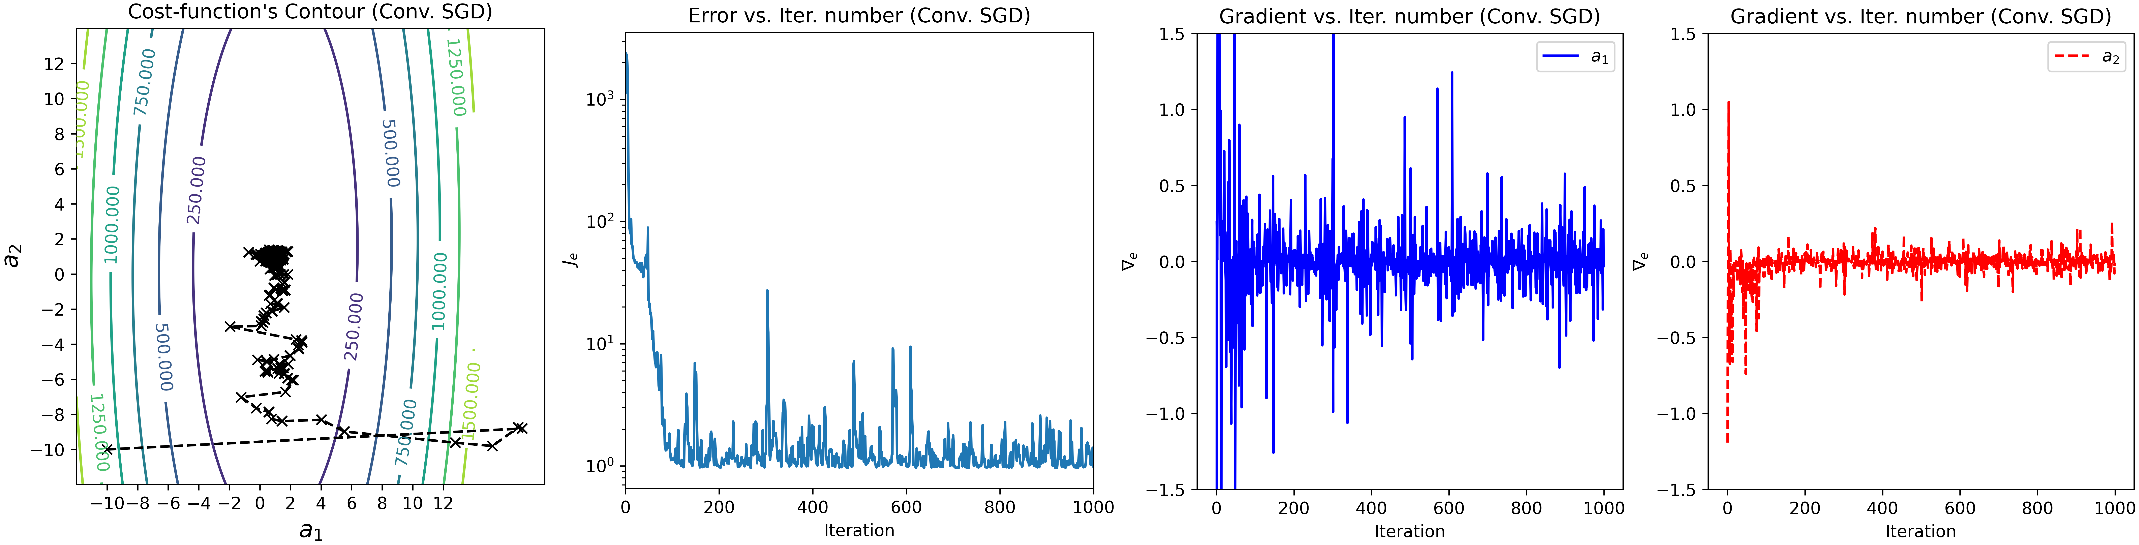 Cost-function's Contour (Conv. SGD)
12
10
8
6
4
2
0
−2
−4
−6
−8
−10
a2
−10 −8 −6 −4 −2 0 2 4 6 8 10 12
a1
250.000
250.000
500.000
500.000
750.000
750.000
1000.000
1250.000
1250.000
Error vs. Iter. number (Conv. SGD)
10³
10²
10¹
10⁰
Je
0 200 400 600 800 1000
Iteration
Gradient vs. Iter. number (Conv. SGD)
a1
1.5
1.0
0.5
0.0
−0.5
−1.0
−1.5
∇e
0 200 400 600 800 1000
Iteration
Gradient vs. Iter. number (Conv. SGD)
a2
1.5
1.0
0.5
0.0
−0.5
−1.0
−1.5
∇e
0 200 400 600 800 1000
Iteration